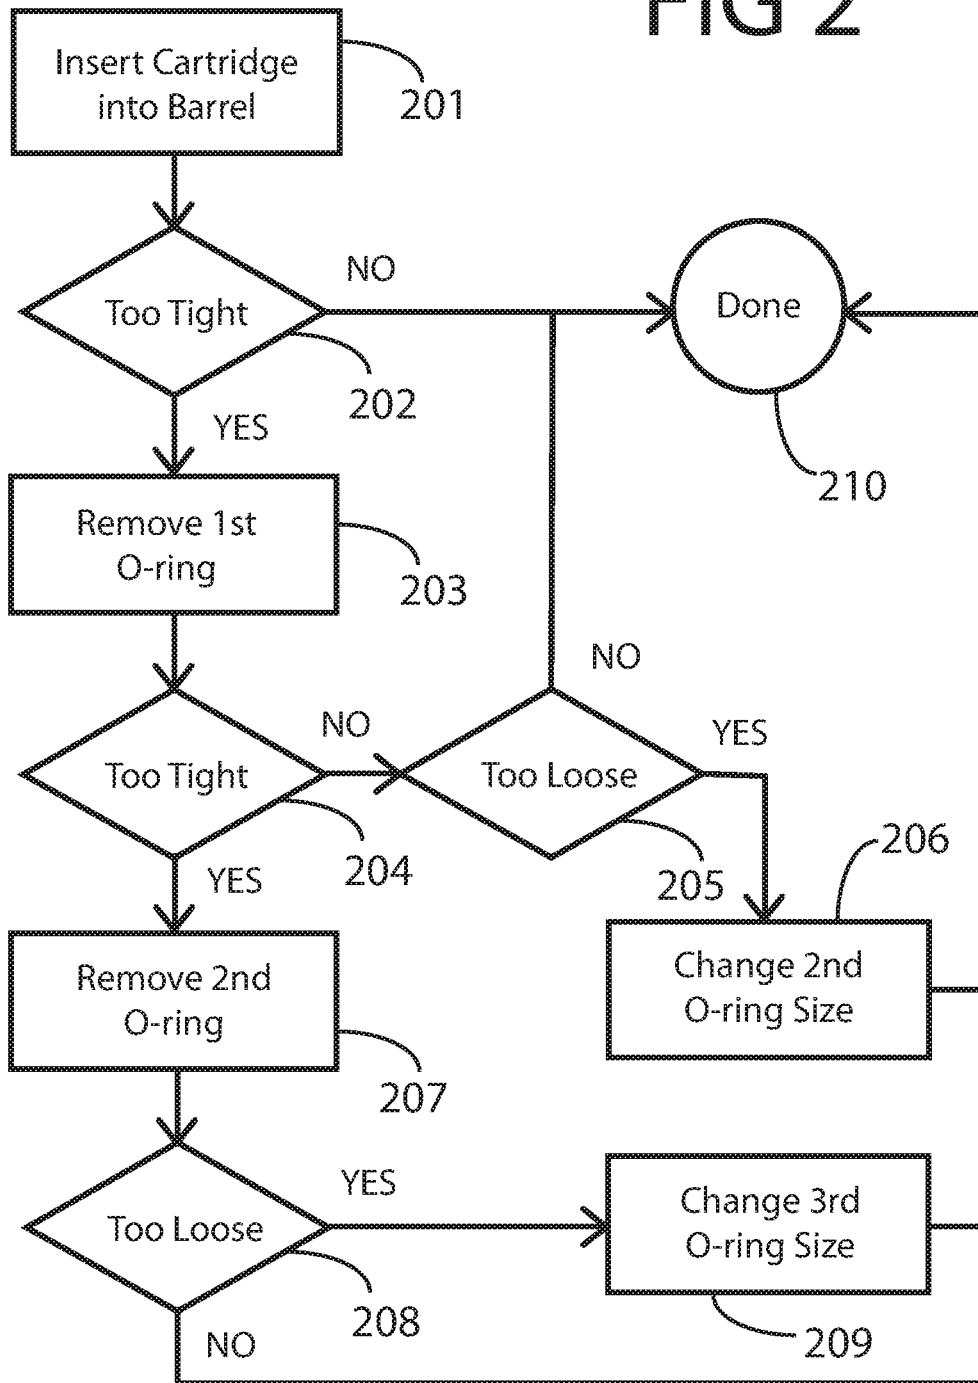 FIG 2
Insert Cartridge
into Barrel
201
NO
Too Tight
Done
202
YES
210
Remove 1st
O-ring
203
NO
NO
YES
Too Tight
Too Loose
206
204
205
YES
Change 2nd
O-ring Size
Remove 2nd
O-ring
207
YES
Change 3rd
O-ring Size
Too Loose
208
209
NO